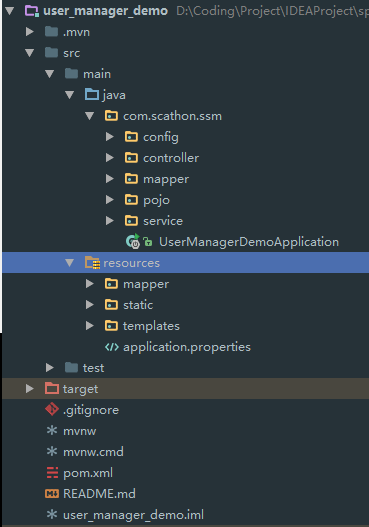 user_manager_demo D:\Coding\Project\IDEAProject\sp
.mvn
src
main
java
com.scathon.ssm
config
controller
mapper
pojo
service
UserManagerDemoApplication
resources
mapper
static
templates
application.properties
test
target
.gitignore
mvnw
mvnw.cmd
pom.xml
README.md
user_manager_demo.iml